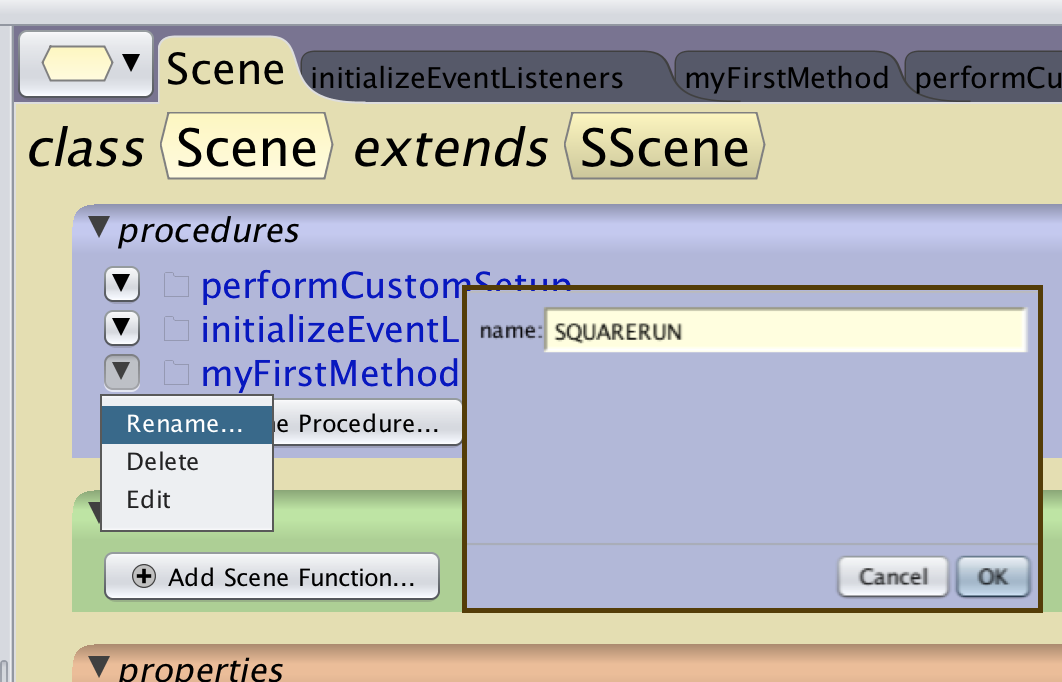 Scene initializeEventListeners myFirstMethod performCu
class Scene extends SScene
procedures
performCustomSetup
initializeEventL
myFirstMethod
name: SQUARERUN
Rename...
e Procedure...
Delete
Edit
Add Scene Function...
Cancel OK
properties